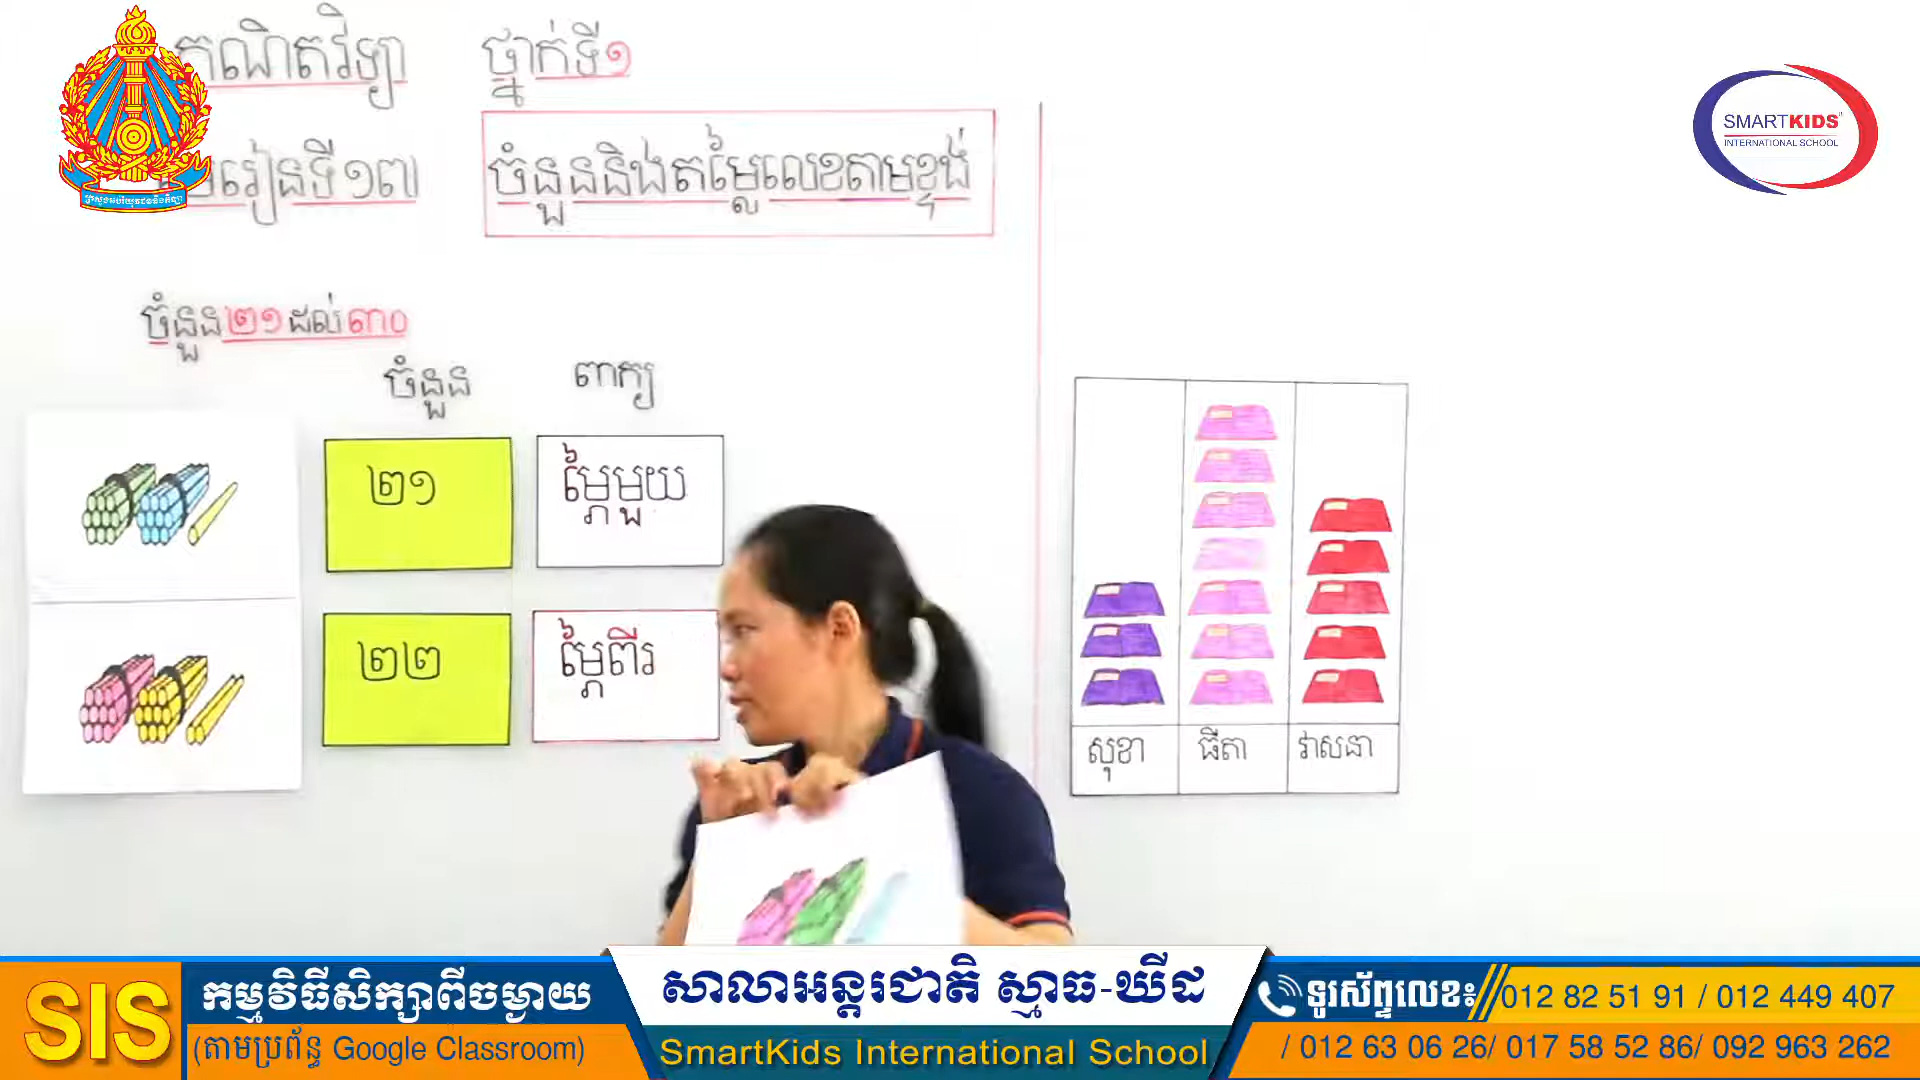 គណិតវិទ្យា
ថ្នាក់ទី១
មេរៀនទី១៧
ចំនួននិងតម្លៃលេខតាមខ្ទង់
SMARTKIDS
INTERNATIONAL SCHOOL
ចំនួន២១ដល់៣០
ចំនួន
ពាក្យ
២១
ម្ភៃមួយ
២២
ម្ភៃពីរ
សុខា
ធីតា
វាសនា
SIS
កម្មវិធីសិក្សាពីចម្ងាយ
(តាមប្រព័ន្ធ Google Classroom)
សាលាអន្តរជាតិ ស្មាធ-ឃីដ
SmartKids International School
ទូរស័ព្ទលេខ៖ 012 82 51 91 / 012 449 407
/ 012 63 06 26/ 017 58 52 86/ 092 963 262